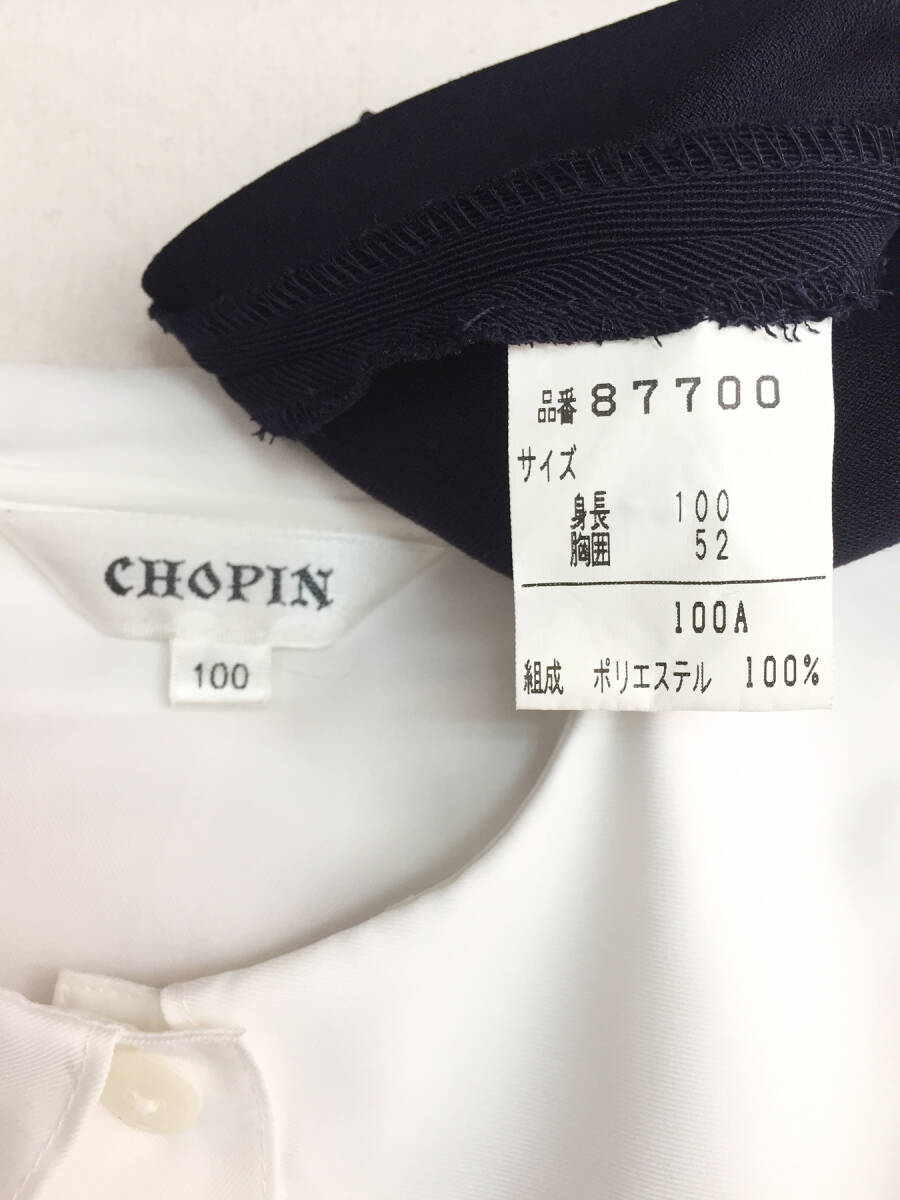 品番 87700
サイズ
身長 100
胸囲 52
100A
組成 ポリエステル 100%
CHOPIN
100